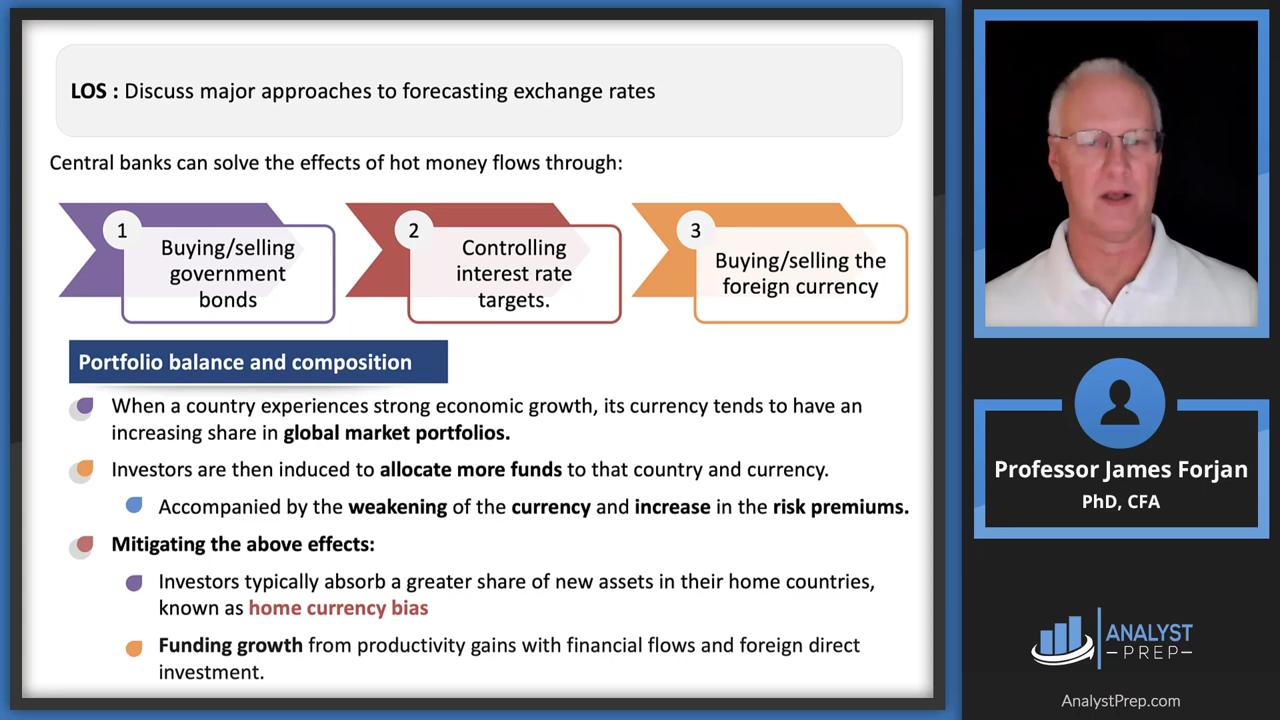 LOS : Discuss major approaches to forecasting exchange rates
Central banks can solve the effects of hot money flows through:
1
Buying/selling
government
bonds
2
Controlling
interest rate
targets.
3
Buying/selling the
foreign currency
Portfolio balance and composition
When a country experiences strong economic growth, its currency tends to have an
increasing share in global market portfolios.
Investors are then induced to allocate more funds to that country and currency.
Accompanied by the weakening of the currency and increase in the risk premiums.
Mitigating the above effects:
Investors typically absorb a greater share of new assets in their home countries,
known as home currency bias
Funding growth from productivity gains with financial flows and foreign direct
investment.
Professor James Forjan
PhD, CFA
ANALYST
PREP
AnalystPrep.com